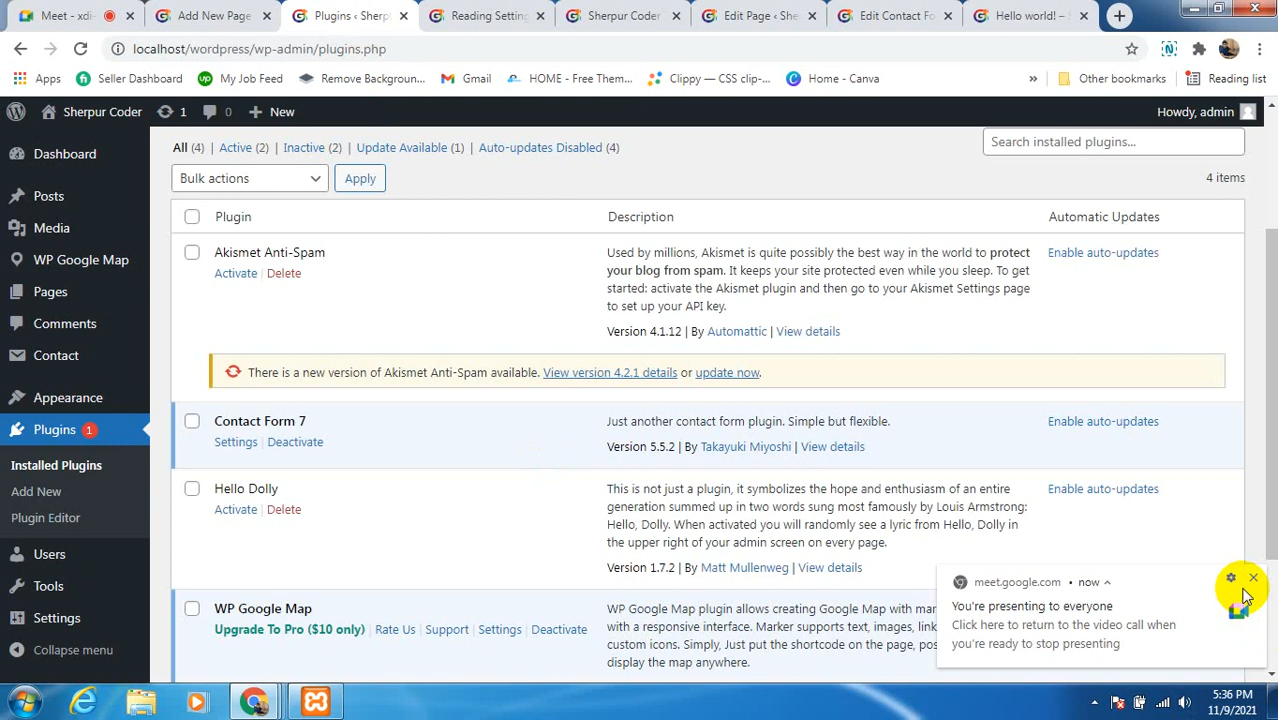 Meet - xdi-
Add New Page
Plugins ‹ Sherp
Reading Setting
Sherpur Coder
Edit Page ‹ She
Edit Contact Fo
Hello world! – S
localhost/wordpress/wp-admin/plugins.php
Apps
Seller Dashboard
My Job Feed
Remove Backgroun...
Gmail
HOME - Free Them...
Clippy — CSS clip-...
Home - Canva
»
Other bookmarks
Reading list
Sherpur Coder
1
0
New
Howdy, admin
Dashboard
Posts
Media
WP Google Map
Pages
Comments
Contact
Appearance
Plugins 1
Installed Plugins
Add New
Plugin Editor
Users
Tools
Settings
Collapse menu
All (4) | Active (2) | Inactive (2) | Update Available (1) | Auto-updates Disabled (4)
Search installed plugins...
Bulk actions
Apply
4 items
Plugin
Description
Automatic Updates
Akismet Anti-Spam
Activate | Delete
Used by millions, Akismet is quite possibly the best way in the world to protect
your blog from spam. It keeps your site protected even while you sleep. To get
started: activate the Akismet plugin and then go to your Akismet Settings page
to set up your API key.
Version 4.1.12 | By Automattic | View details
Enable auto-updates
There is a new version of Akismet Anti-Spam available. View version 4.2.1 details or update now.
Contact Form 7
Settings | Deactivate
Just another contact form plugin. Simple but flexible.
Version 5.5.2 | By Takayuki Miyoshi | View details
Enable auto-updates
Hello Dolly
Activate | Delete
This is not just a plugin, it symbolizes the hope and enthusiasm of an entire
generation summed up in two words sung most famously by Louis Armstrong:
Hello, Dolly. When activated you will randomly see a lyric from Hello, Dolly in
the upper right of your admin screen on every page.
Version 1.7.2 | By Matt Mullenweg | View details
Enable auto-updates
WP Google Map
Upgrade To Pro ($10 only) | Rate Us | Support | Settings | Deactivate
WP Google Map plugin allows creating Google Map with mar
with a responsive interface. Marker supports text, images, link
custom icons. Simply, Just put the shortcode on the page, pos
display the map anywhere.
meet.google.com • now
You're presenting to everyone
Click here to return to the video call when
you're ready to stop presenting
5:36 PM
11/9/2021